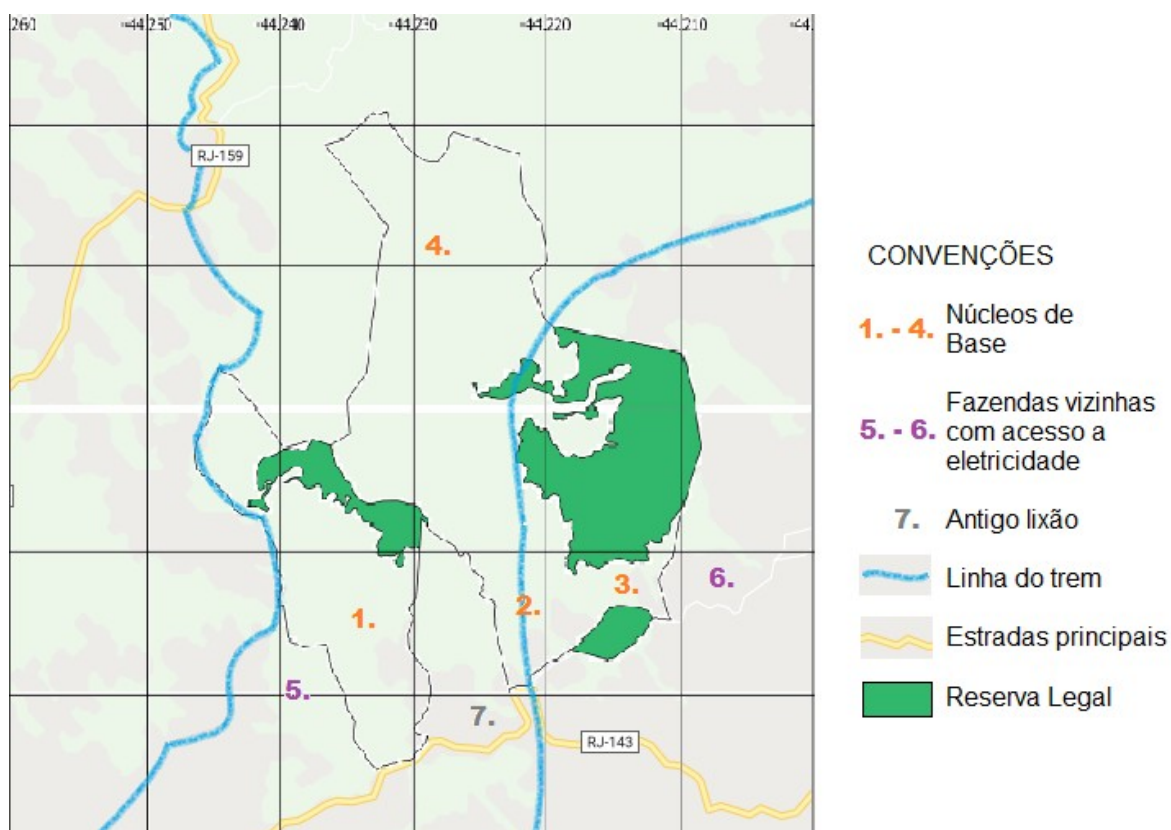 260 -44.250 -44.240 -44.230 -44.220 -44.210 -44.
RJ-159
4.
1.
2.
3.
6.
5.
7.
RJ-143
CONVENÇÕES
1. - 4. Núcleos de
Base
Fazendas vizinhas
5. - 6. com acesso a
eletricidade
7. Antigo lixão
Linha do trem
Estradas principais
Reserva Legal